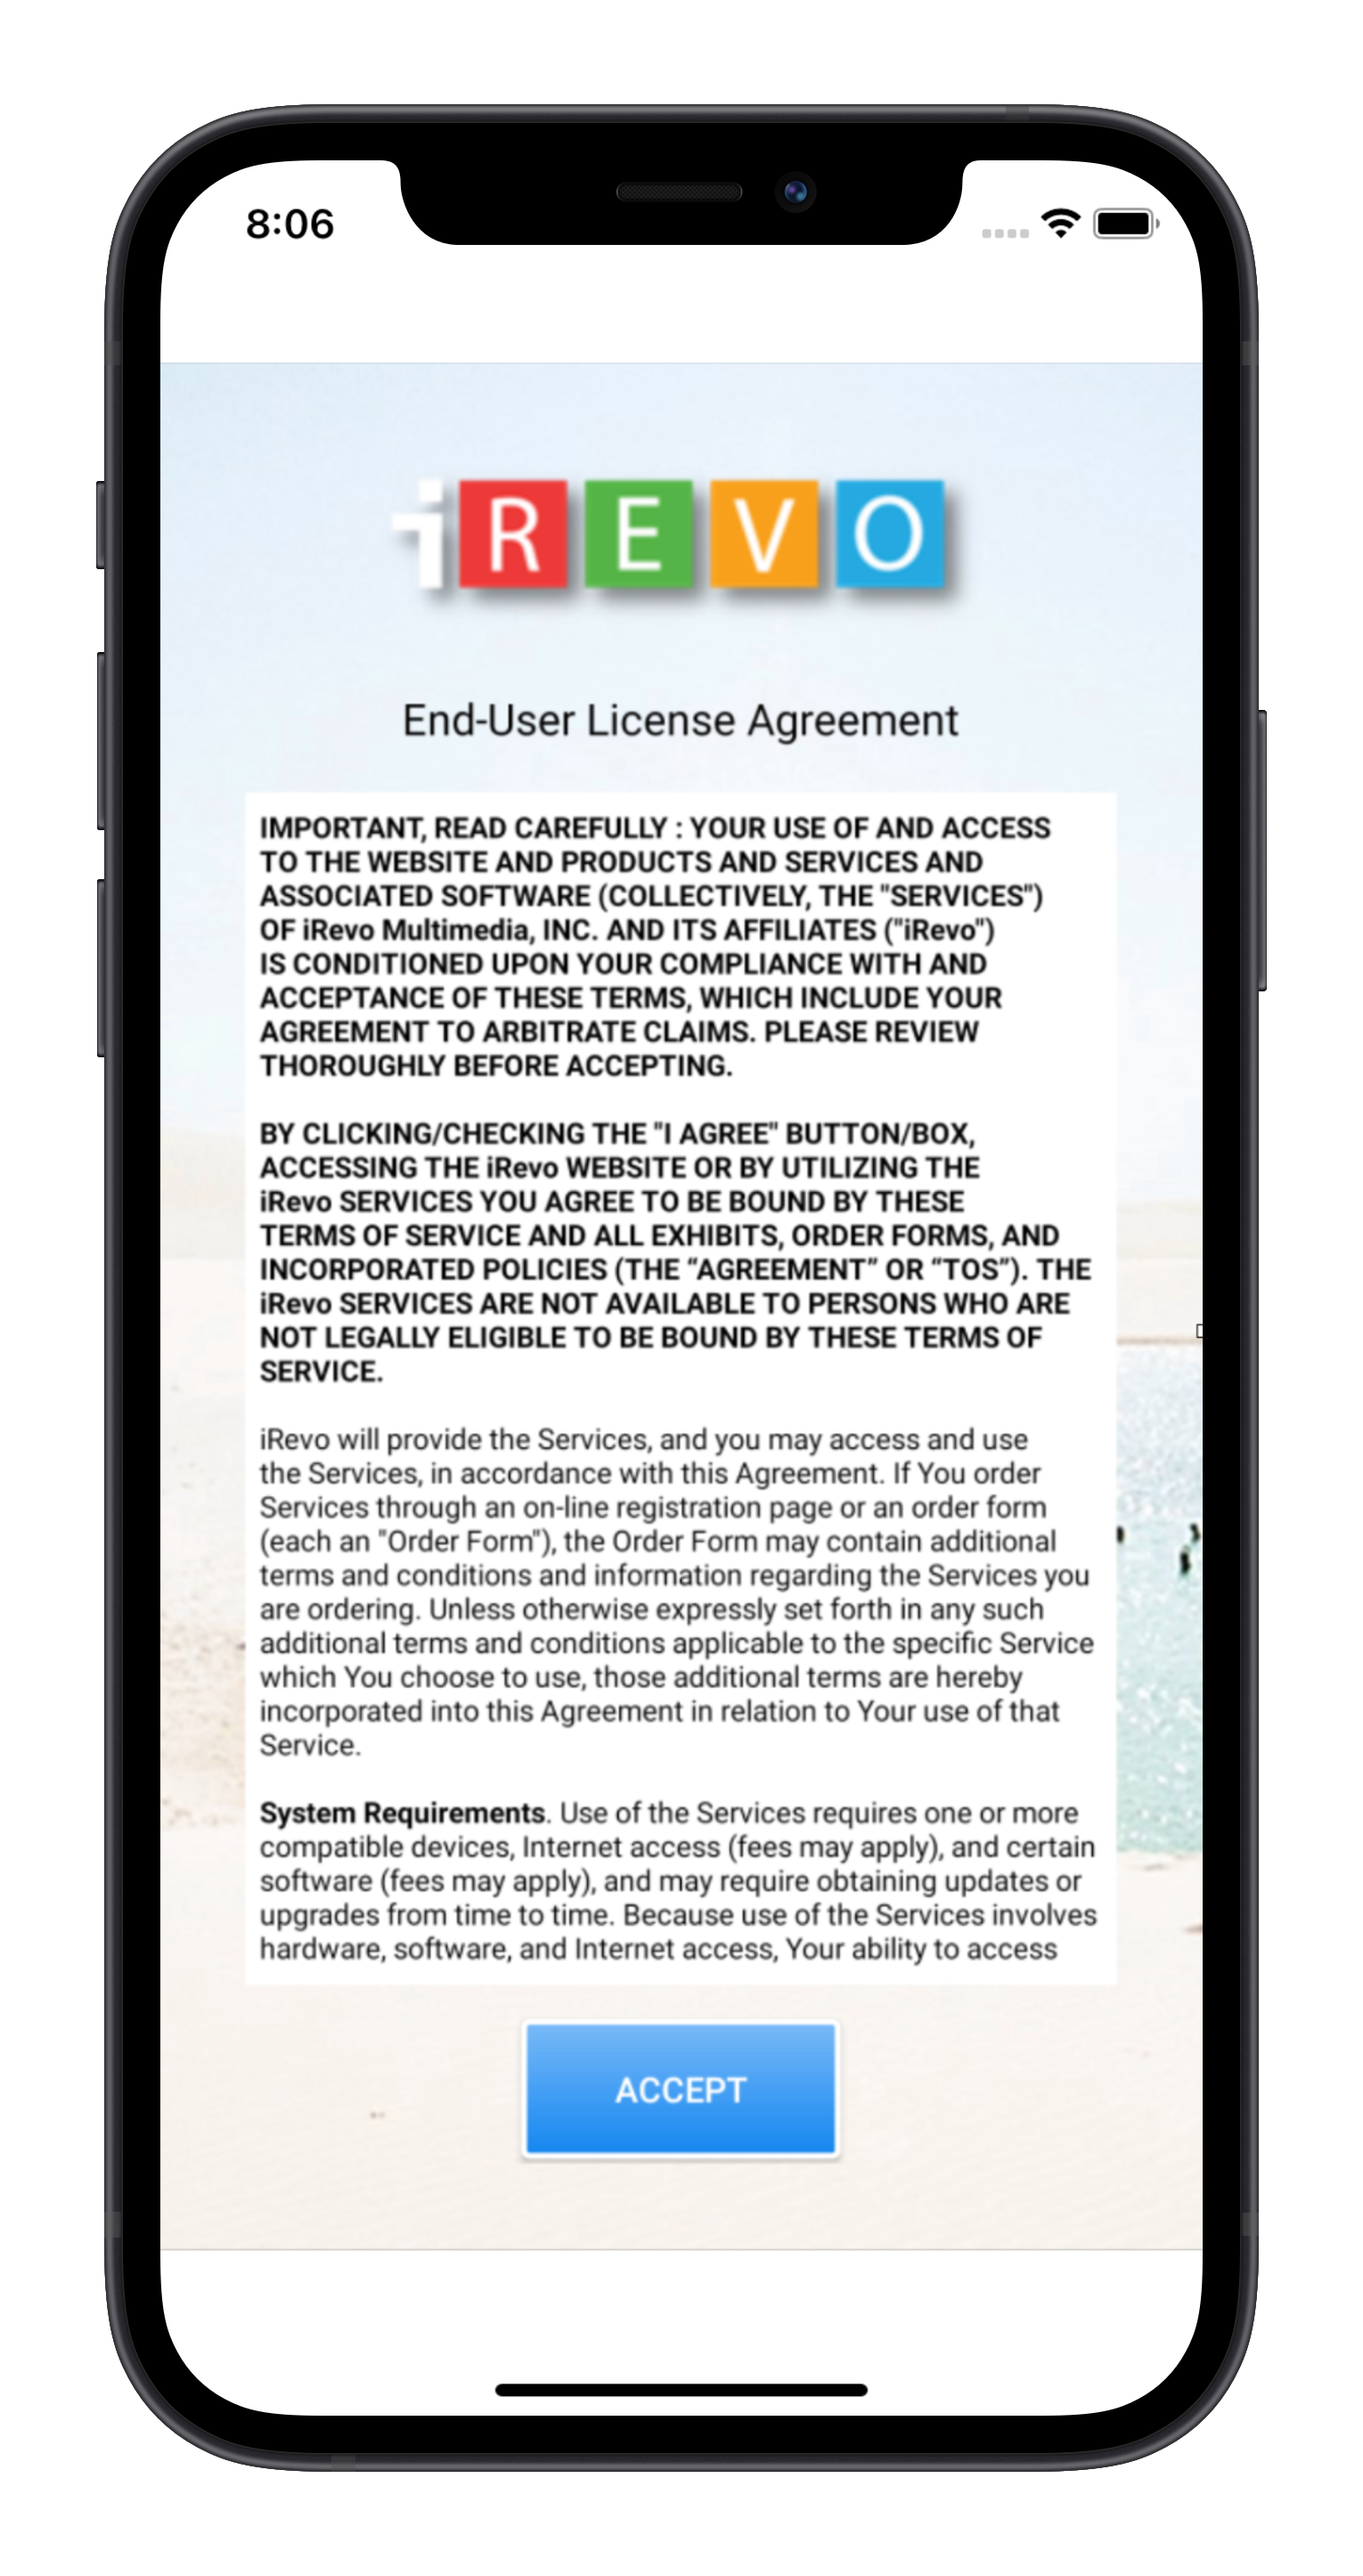 8:06
iREVO
End-User License Agreement
IMPORTANT, READ CAREFULLY : YOUR USE OF AND ACCESS
TO THE WEBSITE AND PRODUCTS AND SERVICES AND
ASSOCIATED SOFTWARE (COLLECTIVELY, THE "SERVICES")
OF iRevo Multimedia, INC. AND ITS AFFILIATES ("iRevo")
IS CONDITIONED UPON YOUR COMPLIANCE WITH AND
ACCEPTANCE OF THESE TERMS, WHICH INCLUDE YOUR
AGREEMENT TO ARBITRATE CLAIMS. PLEASE REVIEW
THOROUGHLY BEFORE ACCEPTING.
BY CLICKING/CHECKING THE "I AGREE" BUTTON/BOX,
ACCESSING THE iRevo WEBSITE OR BY UTILIZING THE
iRevo SERVICES YOU AGREE TO BE BOUND BY THESE
TERMS OF SERVICE AND ALL EXHIBITS, ORDER FORMS, AND
INCORPORATED POLICIES (THE “AGREEMENT” OR “TOS”). THE
iRevo SERVICES ARE NOT AVAILABLE TO PERSONS WHO ARE
NOT LEGALLY ELIGIBLE TO BE BOUND BY THESE TERMS OF
SERVICE.
iRevo will provide the Services, and you may access and use
the Services, in accordance with this Agreement. If You order
Services through an on-line registration page or an order form
(each an "Order Form"), the Order Form may contain additional
terms and conditions and information regarding the Services you
are ordering. Unless otherwise expressly set forth in any such
additional terms and conditions applicable to the specific Service
which You choose to use, those additional terms are hereby
incorporated into this Agreement in relation to Your use of that
Service.
System Requirements. Use of the Services requires one or more
compatible devices, Internet access (fees may apply), and certain
software (fees may apply), and may require obtaining updates or
upgrades from time to time. Because use of the Services involves
hardware, software, and Internet access, Your ability to access
ACCEPT